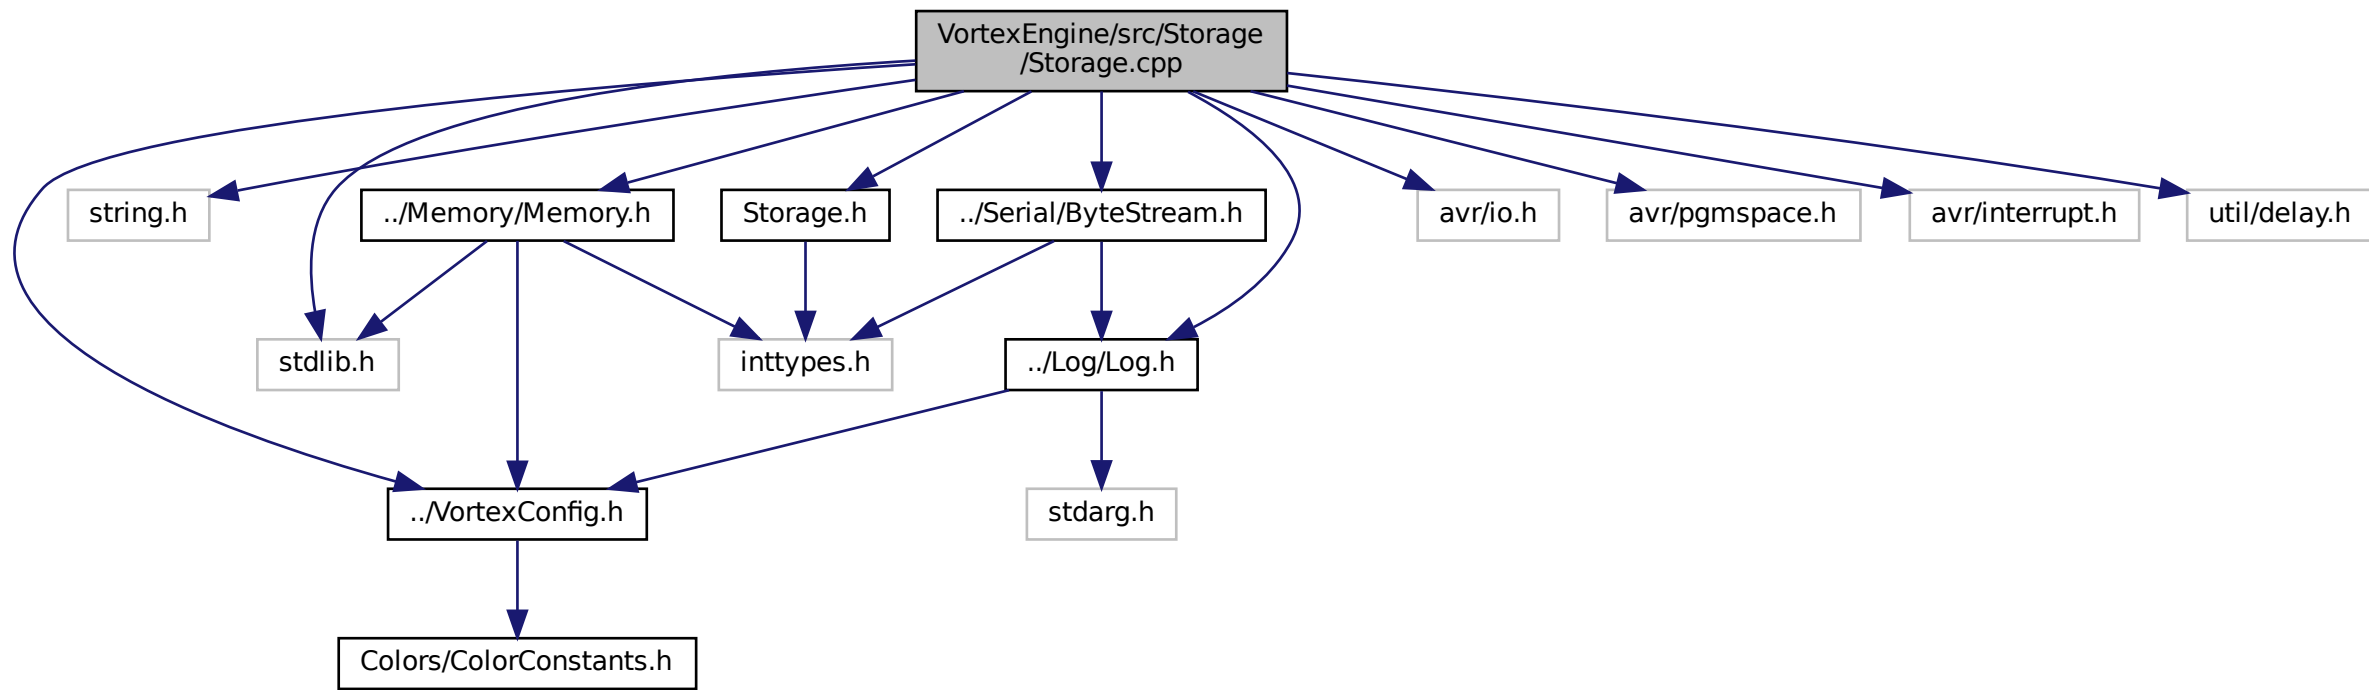 VortexEngine/src/Storage
/Storage.cpp
string.h
../Memory/Memory.h
Storage.h
../Serial/ByteStream.h
avr/io.h
avr/pgmspace.h
avr/interrupt.h
util/delay.h
stdlib.h
inttypes.h
../Log/Log.h
../VortexConfig.h
stdarg.h
Colors/ColorConstants.h